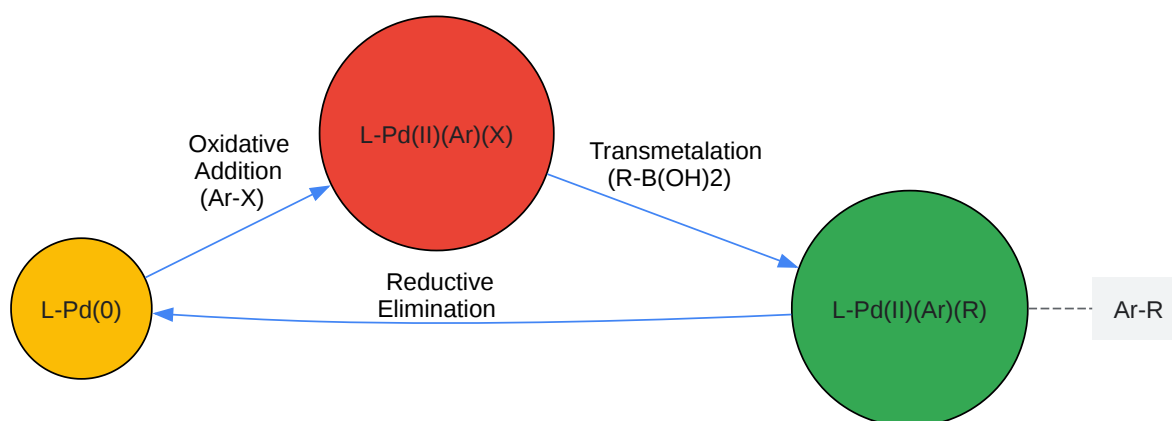 L-Pd(0)
Oxidative
Addition
(Ar-X)
L-Pd(II)(Ar)(X)
Transmetalation
(R-B(OH)2)
Reductive
Elimination
L-Pd(II)(Ar)(R)
Ar-R